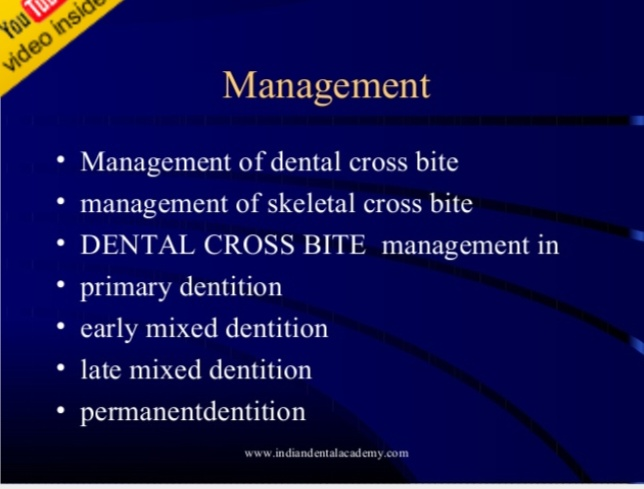 You Tube
video inside
Management
• Management of dental cross bite
• management of skeletal cross bite
• DENTAL CROSS BITE management in
• primary dentition
• early mixed dentition
• late mixed dentition
• permanentdentition
www.indiandentalacademy.com